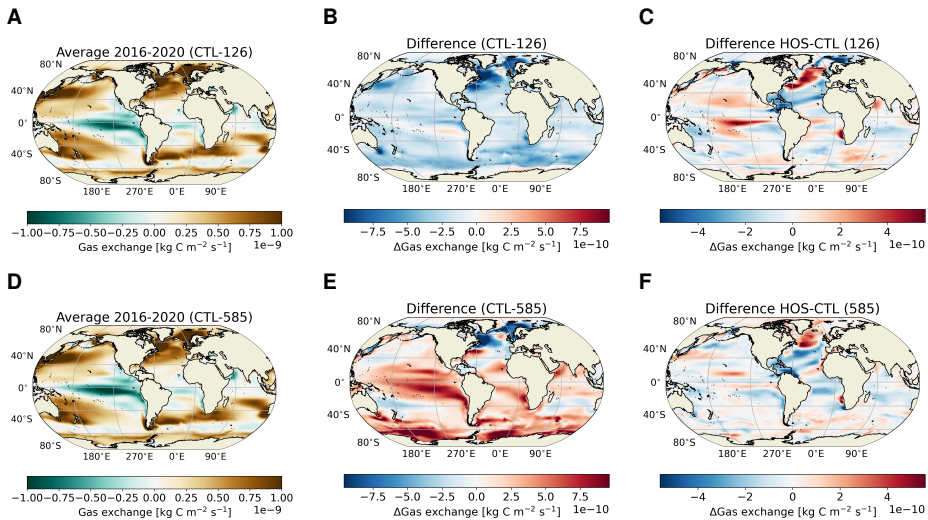 A
B
C
Average 2016-2020 (CTL-126)
Difference (CTL-126)
Difference HOS-CTL (126)
80°N
40°N
0°
40°S
80°S
180°E 270°E 0°E 90°E
80°N
40°N
0°
40°S
80°S
180°E 270°E 0°E 90°E
80°N
40°N
0°
40°S
80°S
180°E 270°E 0°E 90°E
−1.00 −0.75 −0.50 −0.25 0.00 0.25 0.50 0.75 1.00
Gas exchange [kg C m⁻² s⁻¹] 1e−9
−7.5 −5.0 −2.5 0.0 2.5 5.0 7.5
ΔGas exchange [kg C m⁻² s⁻¹] 1e−10
−4 −2 0 2 4
ΔGas exchange [kg C m⁻² s⁻¹] 1e−10
D
E
F
Average 2016-2020 (CTL-585)
Difference (CTL-585)
Difference HOS-CTL (585)
80°N
40°N
0°
40°S
80°S
180°E 270°E 0°E 90°E
80°N
40°N
0°
40°S
80°S
180°E 270°E 0°E 90°E
80°N
40°N
0°
40°S
80°S
180°E 270°E 0°E 90°E
−1.00 −0.75 −0.50 −0.25 0.00 0.25 0.50 0.75 1.00
Gas exchange [kg C m⁻² s⁻¹] 1e−9
−7.5 −5.0 −2.5 0.0 2.5 5.0 7.5
ΔGas exchange [kg C m⁻² s⁻¹] 1e−10
−4 −2 0 2 4
ΔGas exchange [kg C m⁻² s⁻¹] 1e−10